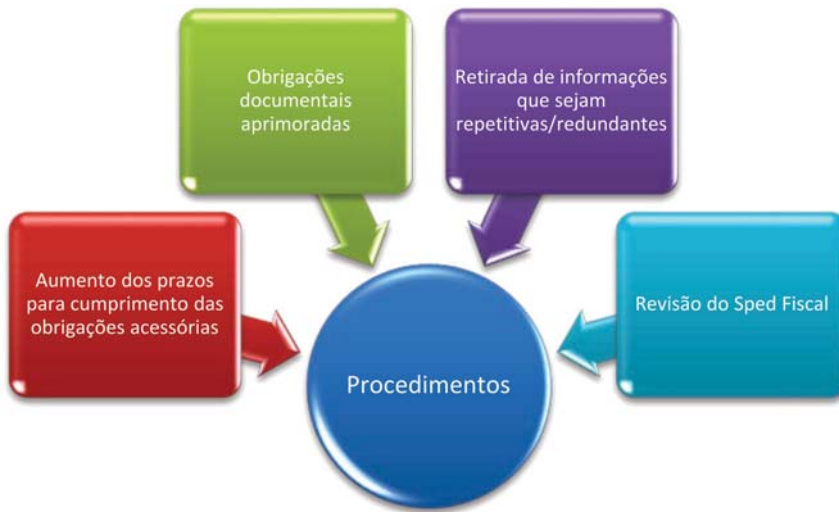 Obrigações
documentais
aprimoradas
Retirada de informações
que sejam
repetitivas/redundantes
Aumento dos prazos
para cumprimento das
obrigações acessórias
Revisão do Sped Fiscal
Procedimentos